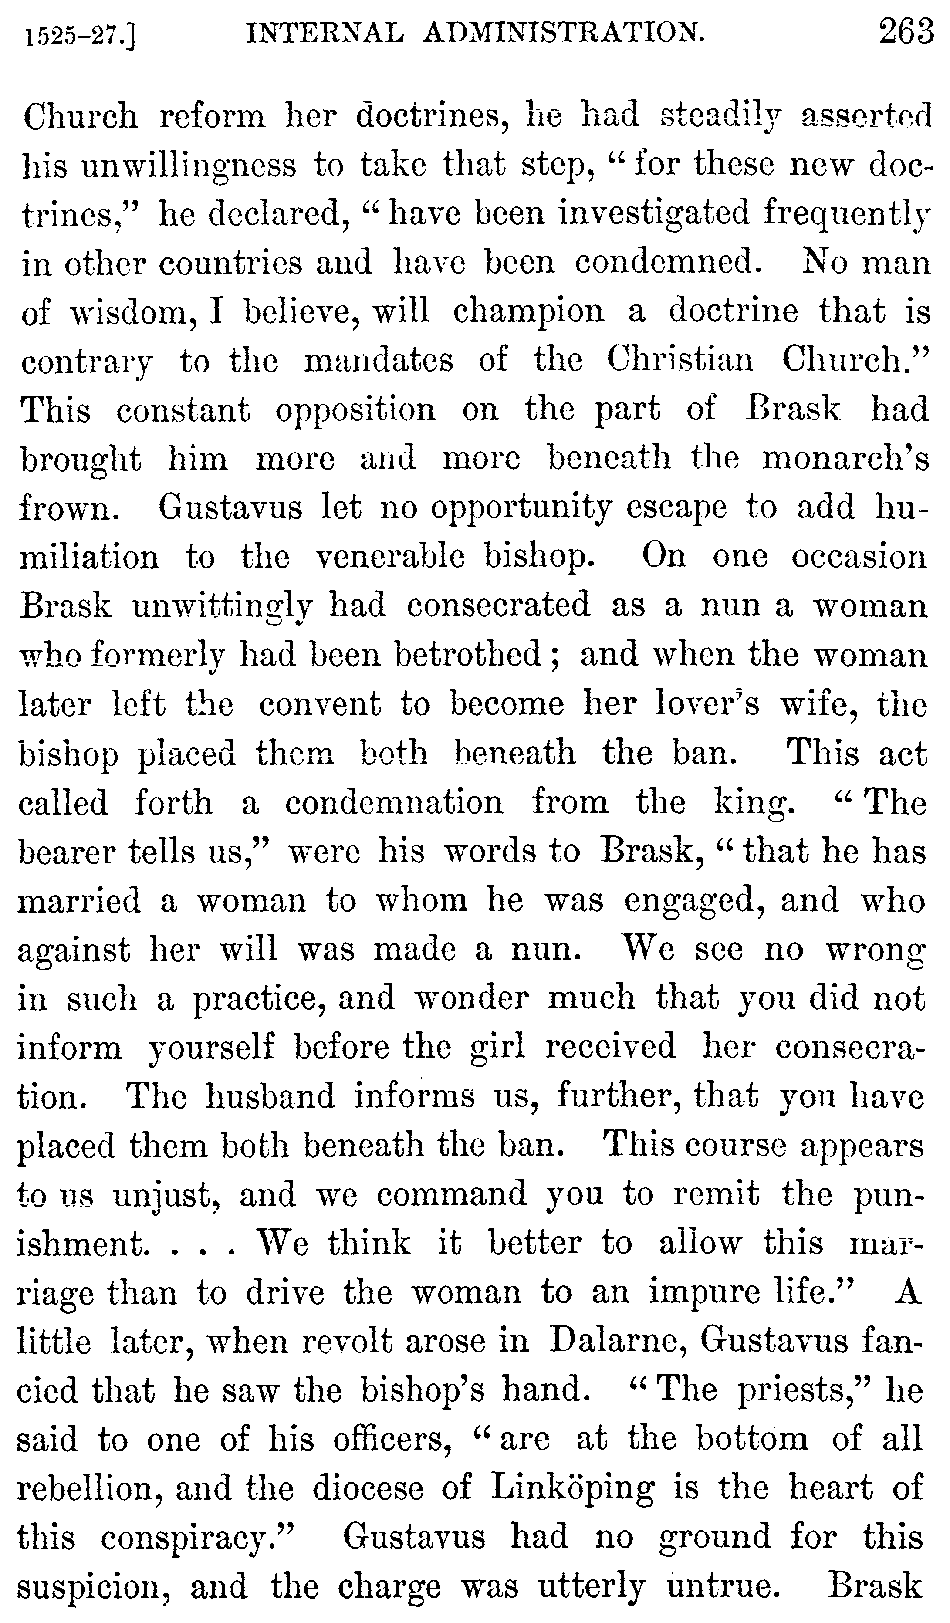 1525–27.] INTERNAL ADMINISTRATION. 263
Church reform her doctrines, he had steadily asserted
his unwillingness to take that step, “ for these new doc-
trines,” he declared, “ have been investigated frequently
in other countries and have been condemned. No man
of wisdom, I believe, will champion a doctrine that is
contrary to the mandates of the Christian Church.”
This constant opposition on the part of Brask had
brought him more and more beneath the monarch’s
frown. Gustavus let no opportunity escape to add hu-
miliation to the venerable bishop. On one occasion
Brask unwittingly had consecrated as a nun a woman
who formerly had been betrothed ; and when the woman
later left the convent to become her lover’s wife, the
bishop placed them both beneath the ban. This act
called forth a condemnation from the king. “ The
bearer tells us,” were his words to Brask, “ that he has
married a woman to whom he was engaged, and who
against her will was made a nun. We see no wrong
in such a practice, and wonder much that you did not
inform yourself before the girl received her consecra-
tion. The husband informs us, further, that you have
placed them both beneath the ban. This course appears
to us unjust, and we command you to remit the pun-
ishment. . . . We think it better to allow this mar-
riage than to drive the woman to an impure life.” A
little later, when revolt arose in Dalarne, Gustavus fan-
cied that he saw the bishop’s hand. “ The priests,” he
said to one of his officers, “ are at the bottom of all
rebellion, and the diocese of Linköping is the heart of
this conspiracy.” Gustavus had no ground for this
suspicion, and the charge was utterly untrue. Brask